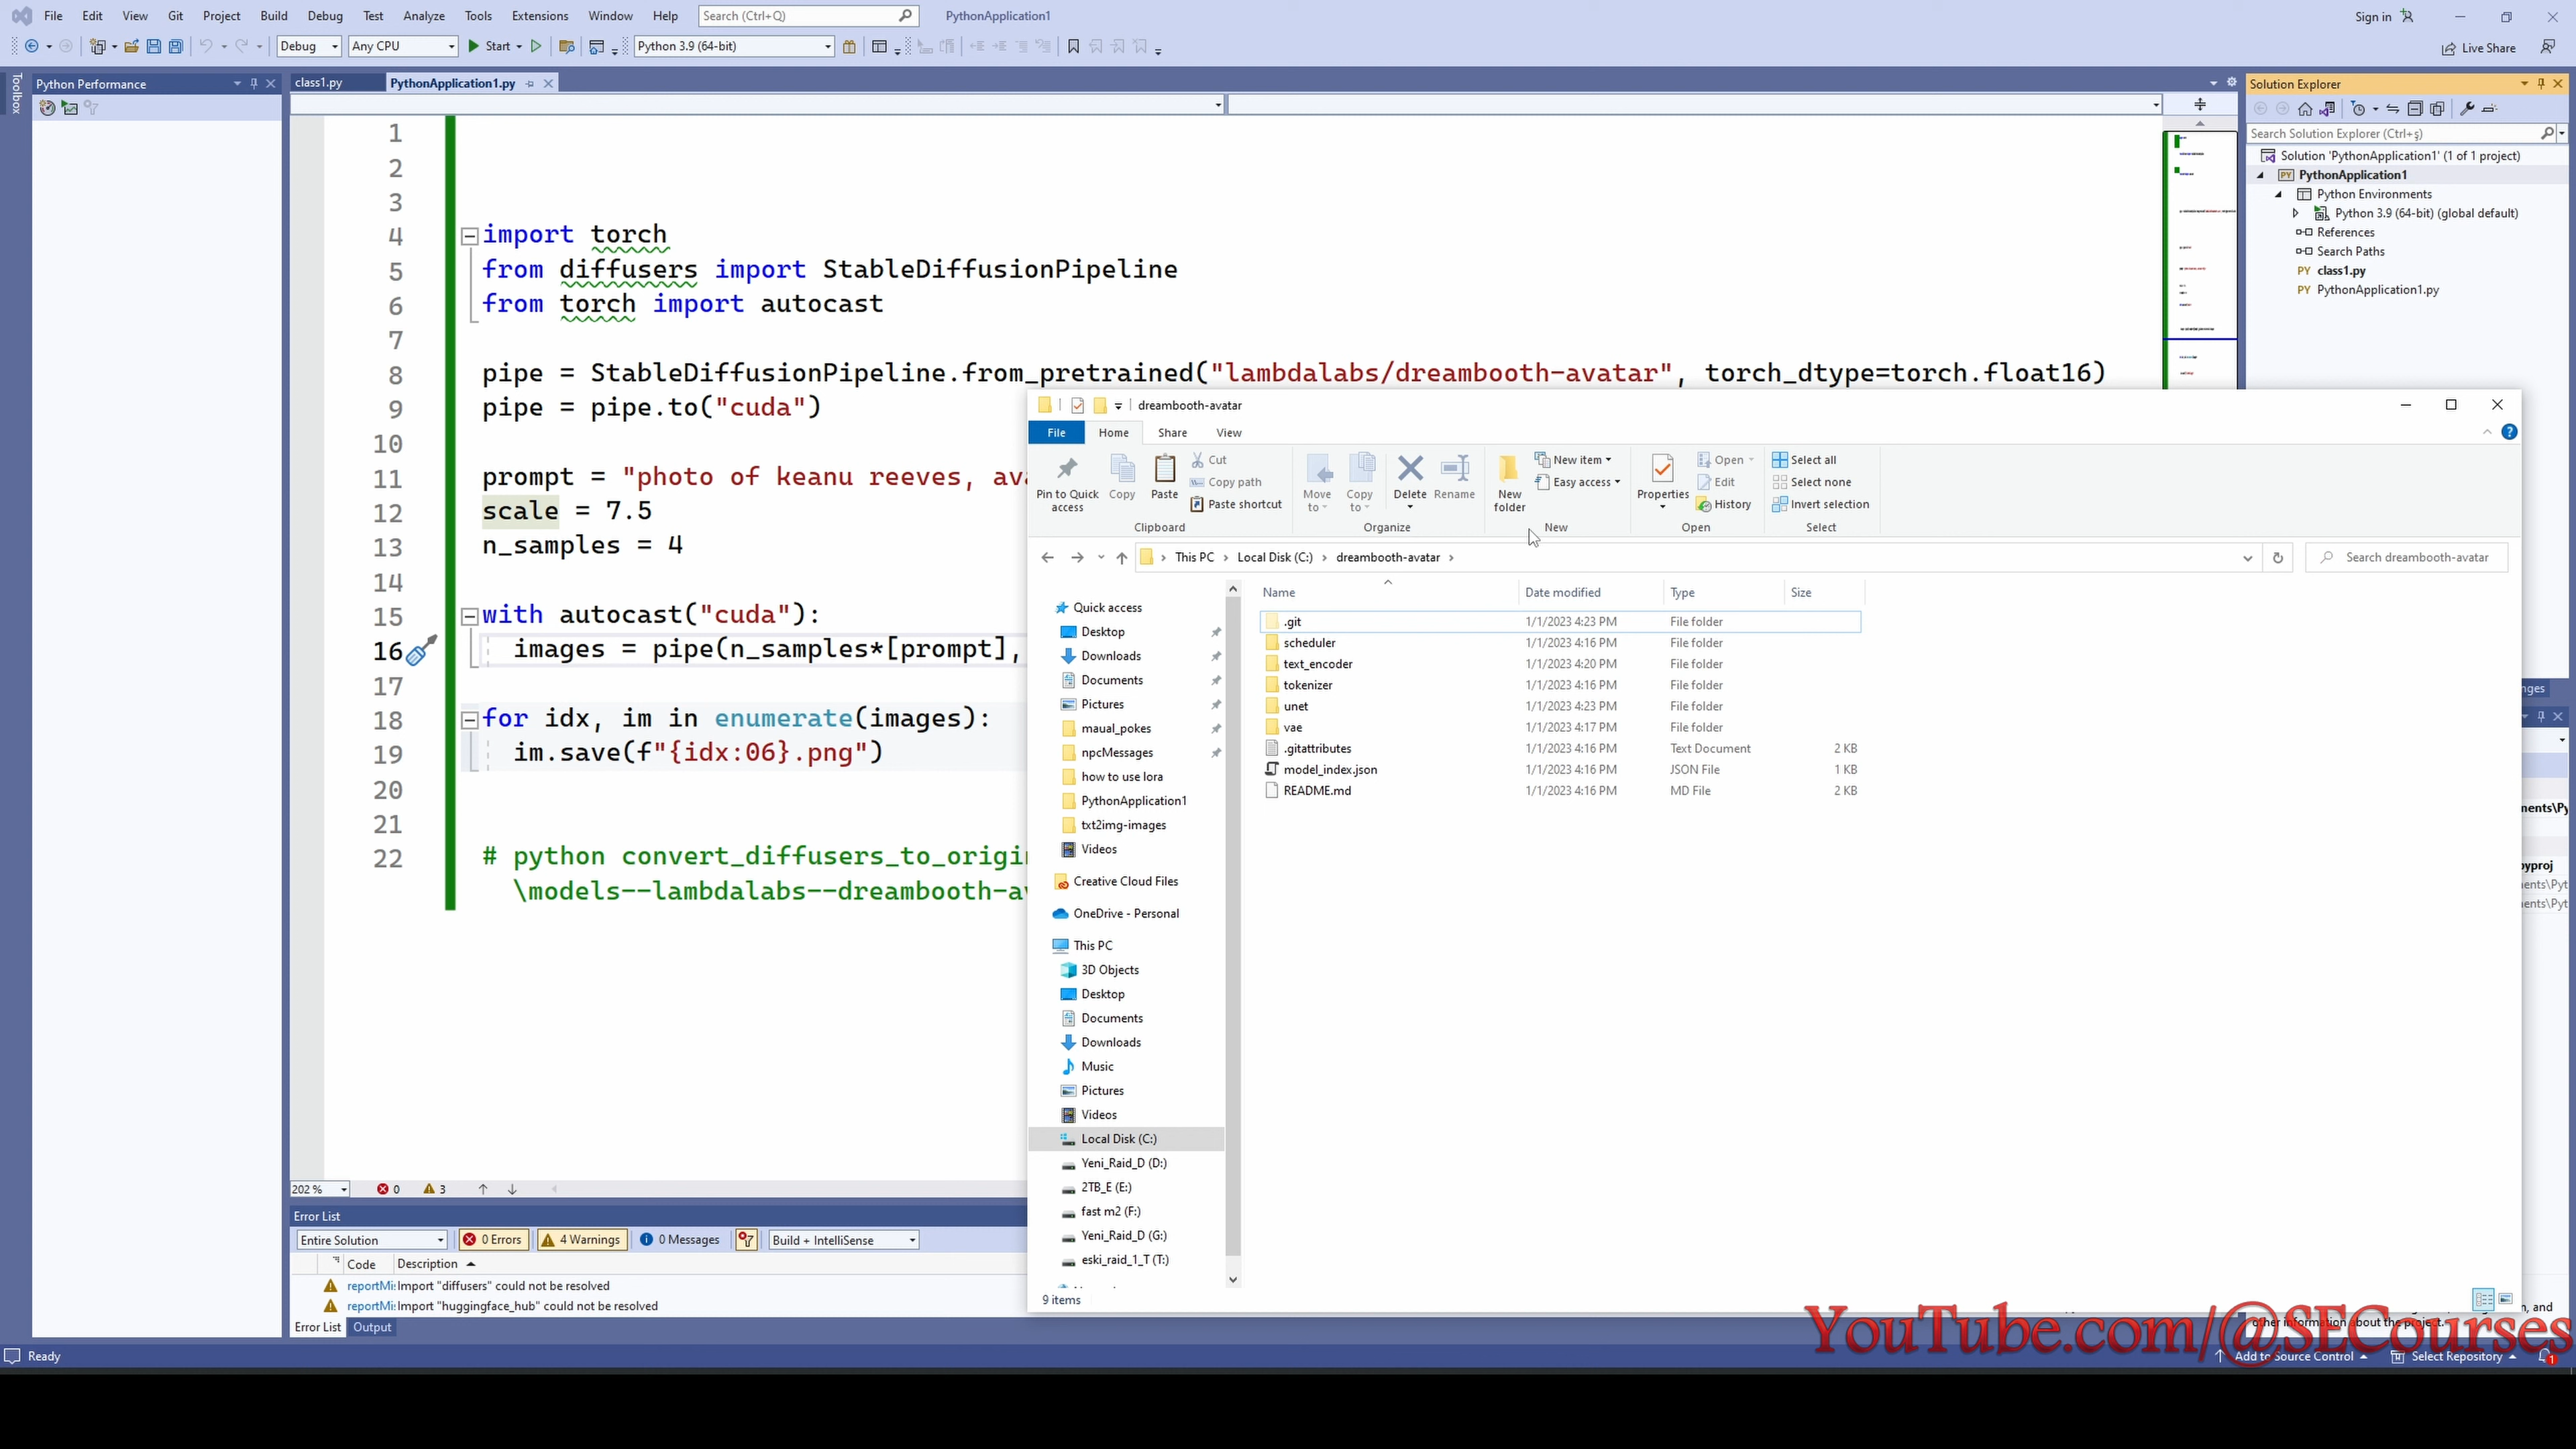 File Edit View Git Project Build Debug Test Analyze Tools Extensions Window Help Search (Ctrl+Q) PythonApplication1 Sign in
Debug Any CPU Start Python 3.9 (64-bit) Live Share
Toolbox
Python Performance
class1.py PythonApplication1.py
1
2
3
4 import torch
5 from diffusers import StableDiffusionPipeline
6 from torch import autocast
7
8 pipe = StableDiffusionPipeline.from_pretrained("lambdalabs/dreambooth-avatar", torch_dtype=torch.float16)
9 pipe = pipe.to("cuda")
10
11 prompt = "photo of keanu reeves, ava
12 scale = 7.5
13 n_samples = 4
14
15 with autocast("cuda"):
16 images = pipe(n_samples*[prompt],
17
18 for idx, im in enumerate(images):
19 im.save(f"{idx:06}.png")
20
21
22 # python convert_diffusers_to_origin
\models--lambdalabs--dreambooth-av
202 % 0 3
Error List
Entire Solution 0 Errors 4 Warnings 0 Messages Build + IntelliSense
Code Description
reportMi: Import "diffusers" could not be resolved
reportMi: Import "huggingface_hub" could not be resolved
Error List Output
Ready
Solution Explorer
Search Solution Explorer (Ctrl+ş)
Solution 'PythonApplication1' (1 of 1 project)
PythonApplication1
Python Environments
Python 3.9 (64-bit) (global default)
References
Search Paths
class1.py
PythonApplication1.py
nges
nents\Py
pyproj
ents\Pyt
ents\Pyt
dreambooth-avatar
File Home Share View
Pin to Quick access
Copy
Paste
Cut
Copy path
Paste shortcut
Clipboard
Move to
Copy to
Delete
Rename
Organize
New folder
New item
Easy access
New
Properties
Open
Edit
History
Open
Select all
Select none
Invert selection
Select
This PC Local Disk (C:) dreambooth-avatar Search dreambooth-avatar
Name Date modified Type Size
.git 1/1/2023 4:23 PM File folder
scheduler 1/1/2023 4:16 PM File folder
text_encoder 1/1/2023 4:20 PM File folder
tokenizer 1/1/2023 4:16 PM File folder
unet 1/1/2023 4:23 PM File folder
vae 1/1/2023 4:17 PM File folder
.gitattributes 1/1/2023 4:16 PM Text Document 2 KB
model_index.json 1/1/2023 4:16 PM JSON File 1 KB
README.md 1/1/2023 4:16 PM MD File 2 KB
Quick access
Desktop
Downloads
Documents
Pictures
maual_pokes
npcMessages
how to use lora
PythonApplication1
txt2img-images
Videos
Creative Cloud Files
OneDrive - Personal
This PC
3D Objects
Desktop
Documents
Downloads
Music
Pictures
Videos
Local Disk (C:)
Yeni_Raid_D (D:)
2TB_E (E:)
fast m2 (F:)
Yeni_Raid_D (G:)
eski_raid_1_T (T:)
9 items
n, and
other information about the project.
YouTube.com/@SECourses
Add to Source Control Select Repository 1